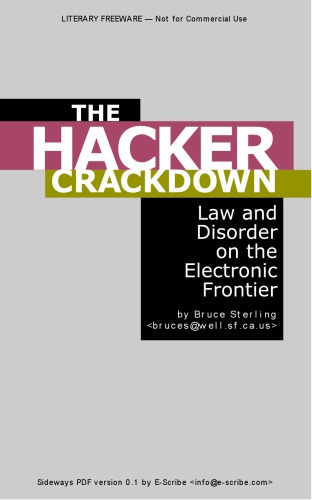 LITERARY FREEWARE — Not for Commercial Use
THE
HACKER
CRACKDOWN
Law and
Disorder
on the
Electronic
Frontier
by Bruce Sterling
<bruces@well.sf.ca.us>
Sideways PDF version 0.1 by E-Scribe <info@e-scribe.com>